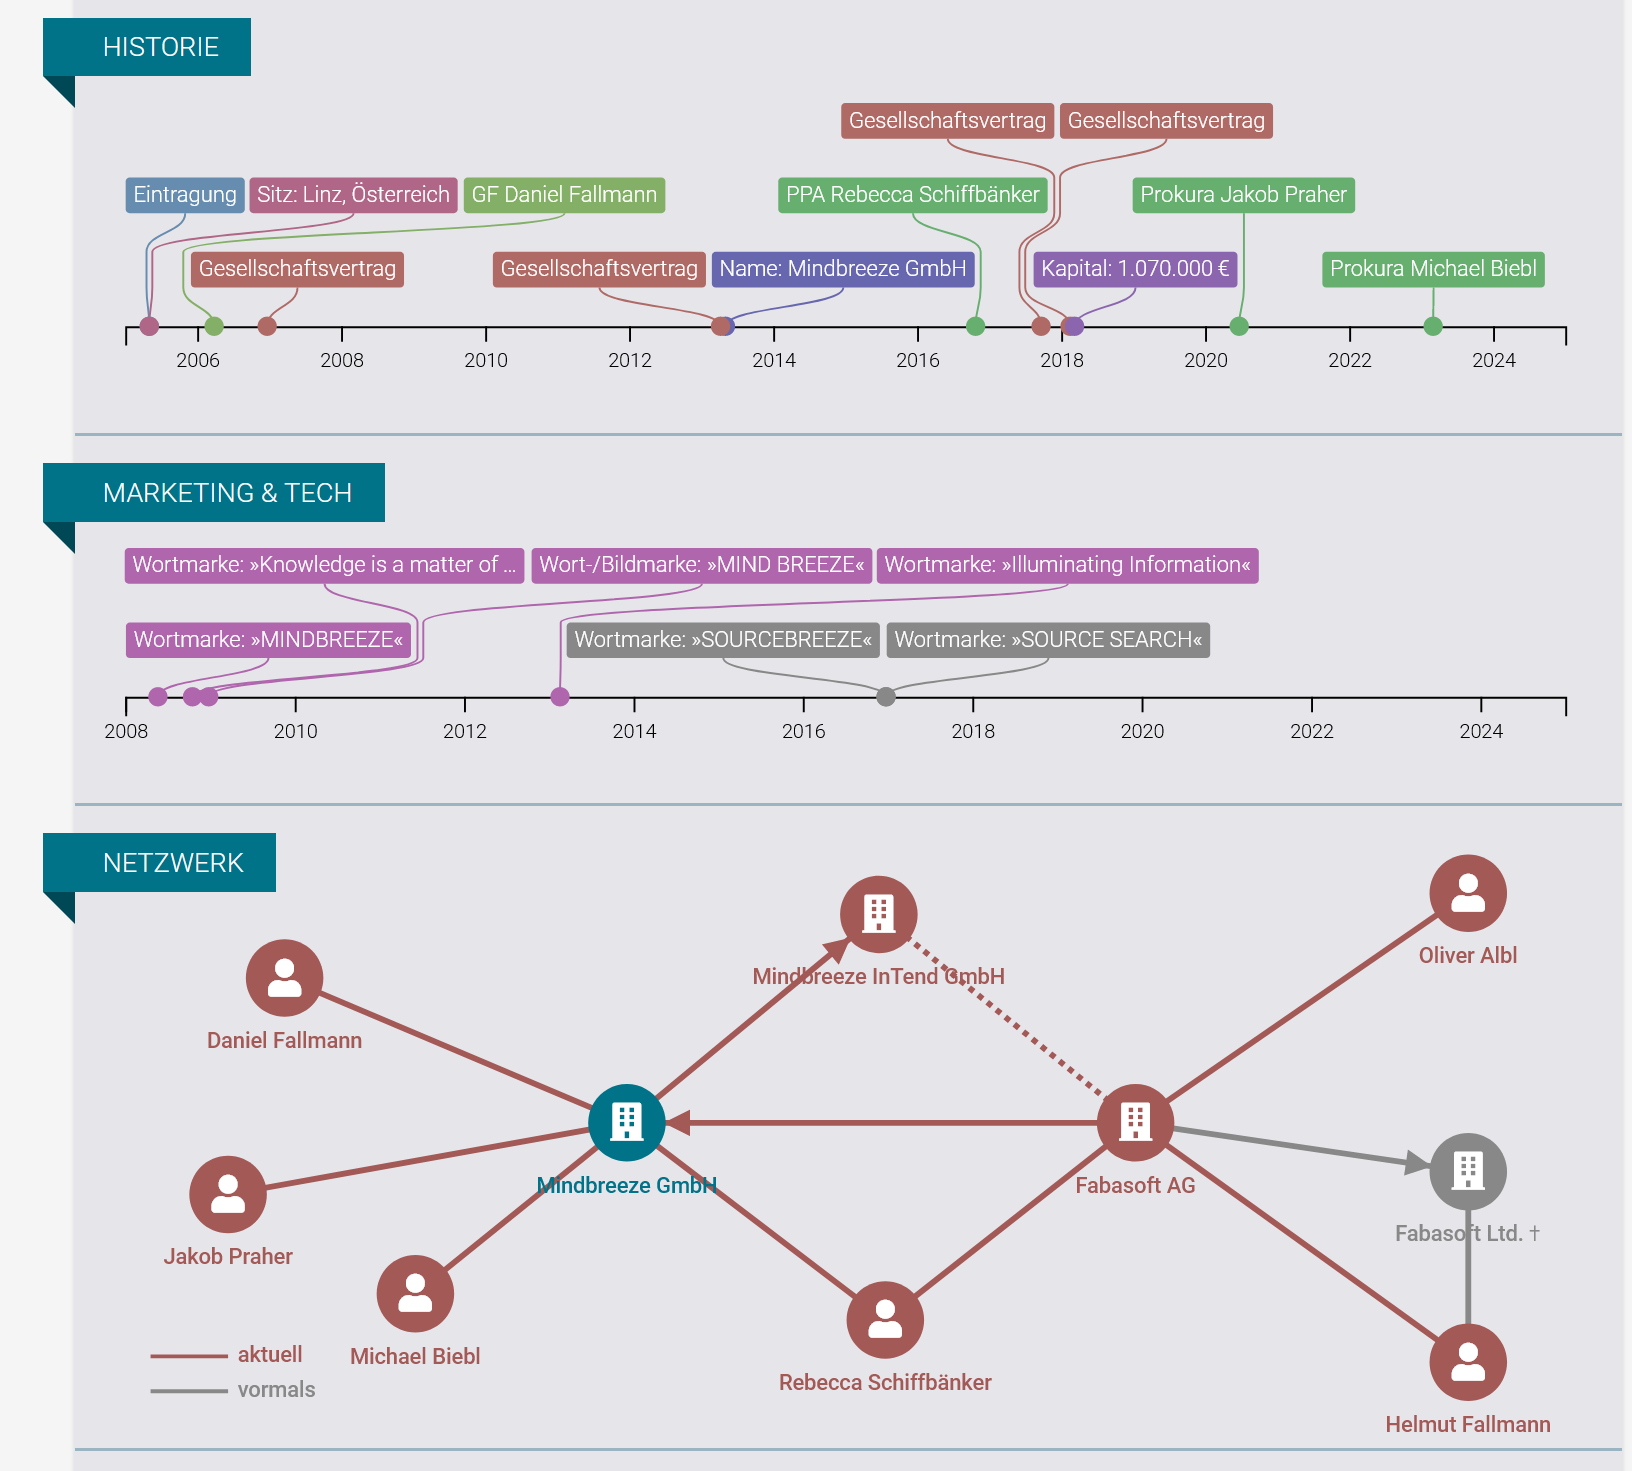 HISTORIE
Gesellschaftsvertrag Gesellschaftsvertrag
Eintragung Sitz: Linz, Österreich GF Daniel Fallmann PPA Rebecca Schiffbänker Prokura Jakob Praher
Gesellschaftsvertrag Gesellschaftsvertrag Name: Mindbreeze GmbH Kapital: 1.070.000 € Prokura Michael Biebl
2006 2008 2010 2012 2014 2016 2018 2020 2022 2024
MARKETING & TECH
Wortmarke: »Knowledge is a matter of ... Wort-/Bildmarke: »MIND BREEZE« Wortmarke: »Illuminating Information«
Wortmarke: »MINDBREEZE« Wortmarke: »SOURCEBREEZE« Wortmarke: »SOURCE SEARCH«
2008 2010 2012 2014 2016 2018 2020 2022 2024
NETZWERK
Oliver Albl
Mindbreeze InTend GmbH
Daniel Fallmann
Mindbreeze GmbH Fabasoft AG
Fabasoft Ltd. †
Jakob Praher
Michael Biebl
Rebecca Schiffbänker
Helmut Fallmann
aktuell
vormals